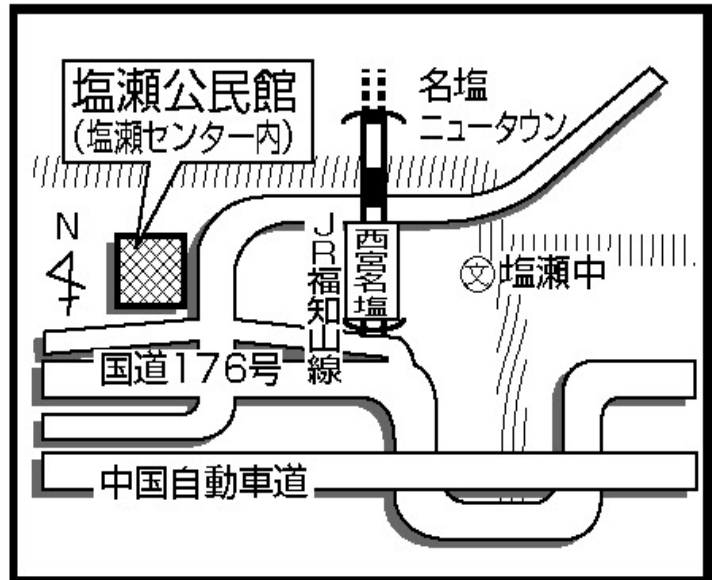 塩瀬公民館
(塩瀬センター内)
名塩
ニュータウン
N
JR福知山線
西宮名塩
文塩瀬中
国道176号
中国自動車道